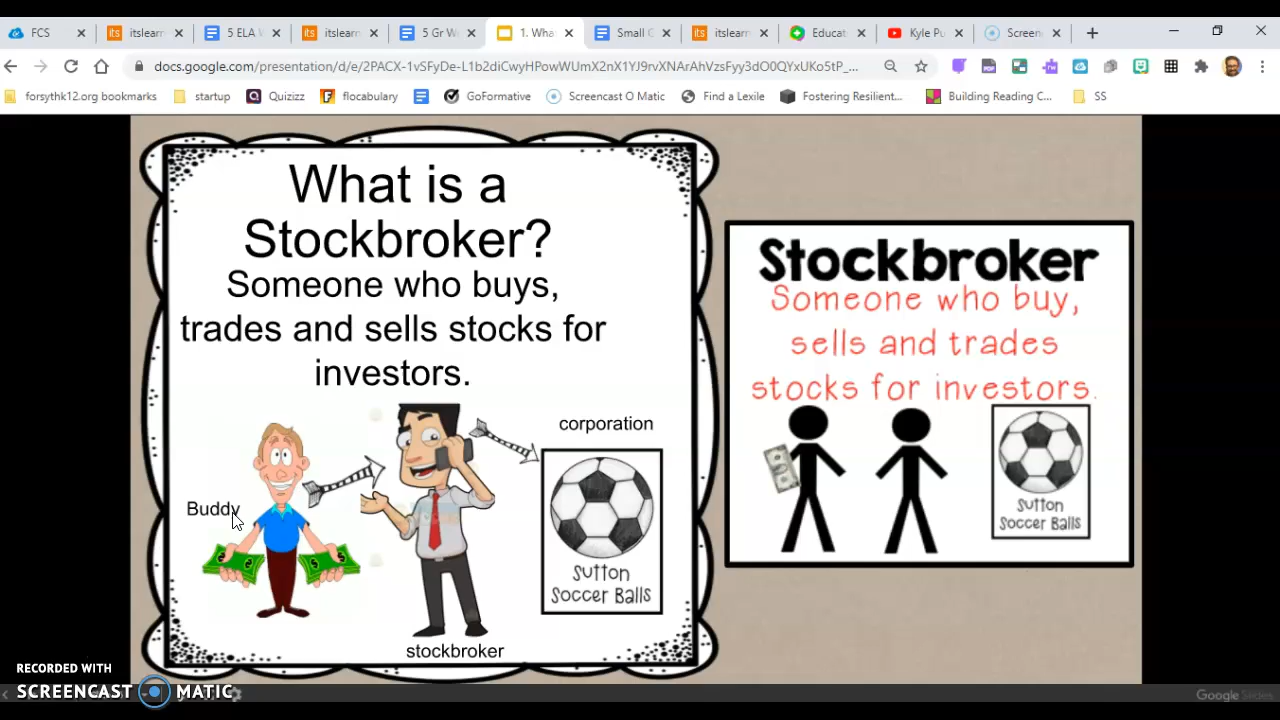 FCS
itslearn
5 ELA W
itslearn
5 Gr We
1. Wha
Small G
itslearn
Educat
Kyle Pu
Screen
docs.google.com/presentation/d/e/2PACX-1vSFyDe-L1b2diCwyHPowWUmX2nX1YJ9rvXNArAhVzsFyy3dO0QYxUKo5tP_...
forsythk12.org bookmarks
startup
Quizizz
flocabulary
GoFormative
Screencast O Matic
Find a Lexile
Fostering Resilient...
Building Reading C...
SS
What is a
Stockbroker?
Someone who buys,
trades and sells stocks for
investors.
corporation
Buddy
Sutton
Soccer Balls
stockbroker
Stockbroker
Someone who buy,
sells and trades
stocks for investors.
Sutton
Soccer Balls
RECORDED WITH
SCREENCAST MATIC
Google Slides